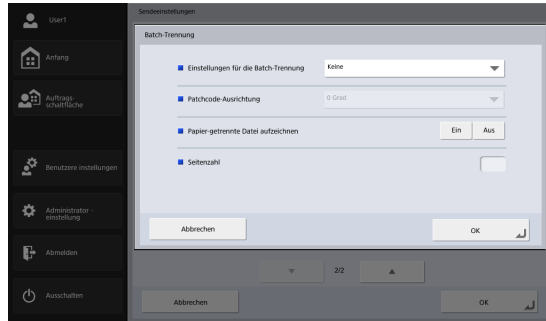 User1
Anfang
Auftrags-
schaltfläche
Benutzere instellungen
Administrator -
einstellung
Abmelden
Ausschalten
Sendeeinstellungen
Batch-Trennung
Einstellungen für die Batch-Trennung
Keine
Patchcode-Ausrichtung
0 Grad
Papier-getrennte Datei aufzeichnen
Ein
Aus
Seitenzahl
Abbrechen
OK
2/2
Abbrechen
OK